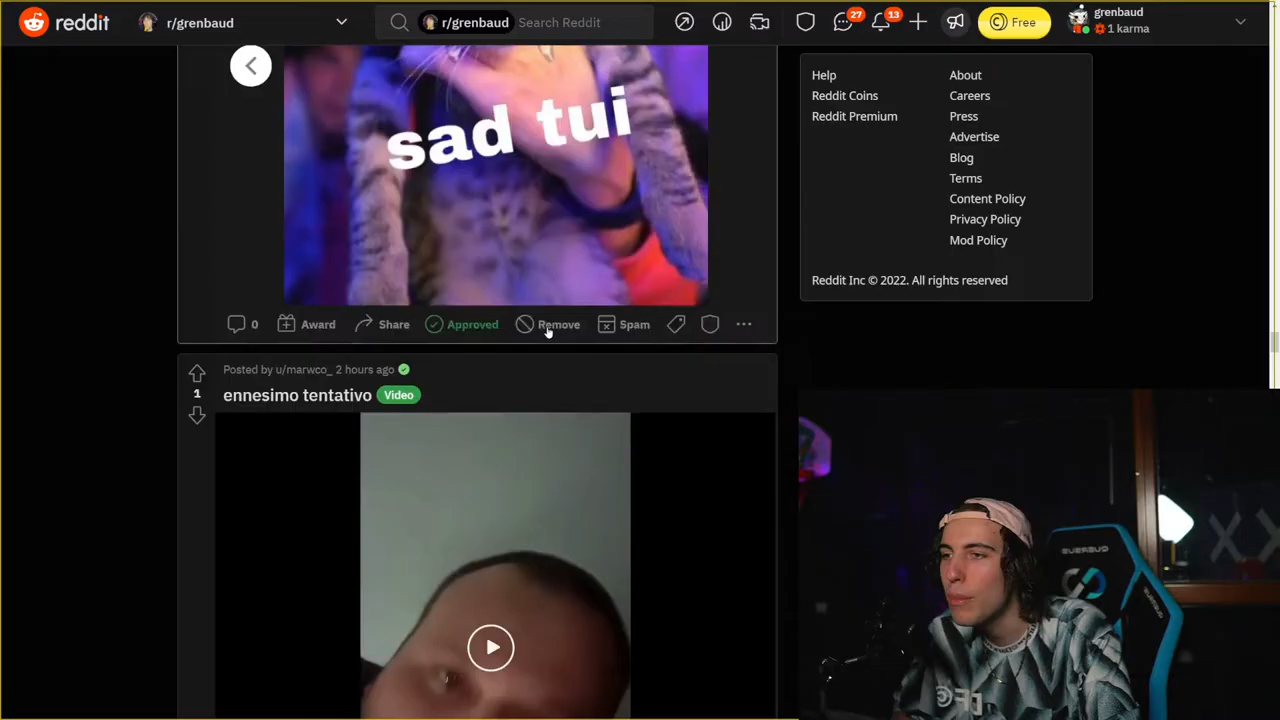 reddit
r/grenbaud
r/grenbaud
Search Reddit
27
13
Free
grenbaud
1 karma
sad tui
0
Award
Share
Approved
Remove
Spam
Help
About
Reddit Coins
Careers
Reddit Premium
Press
Advertise
Blog
Terms
Content Policy
Privacy Policy
Mod Policy
Reddit Inc © 2022. All rights reserved
Posted by u/marwco_ 2 hours ago
1
ennesimo tentativo
Video